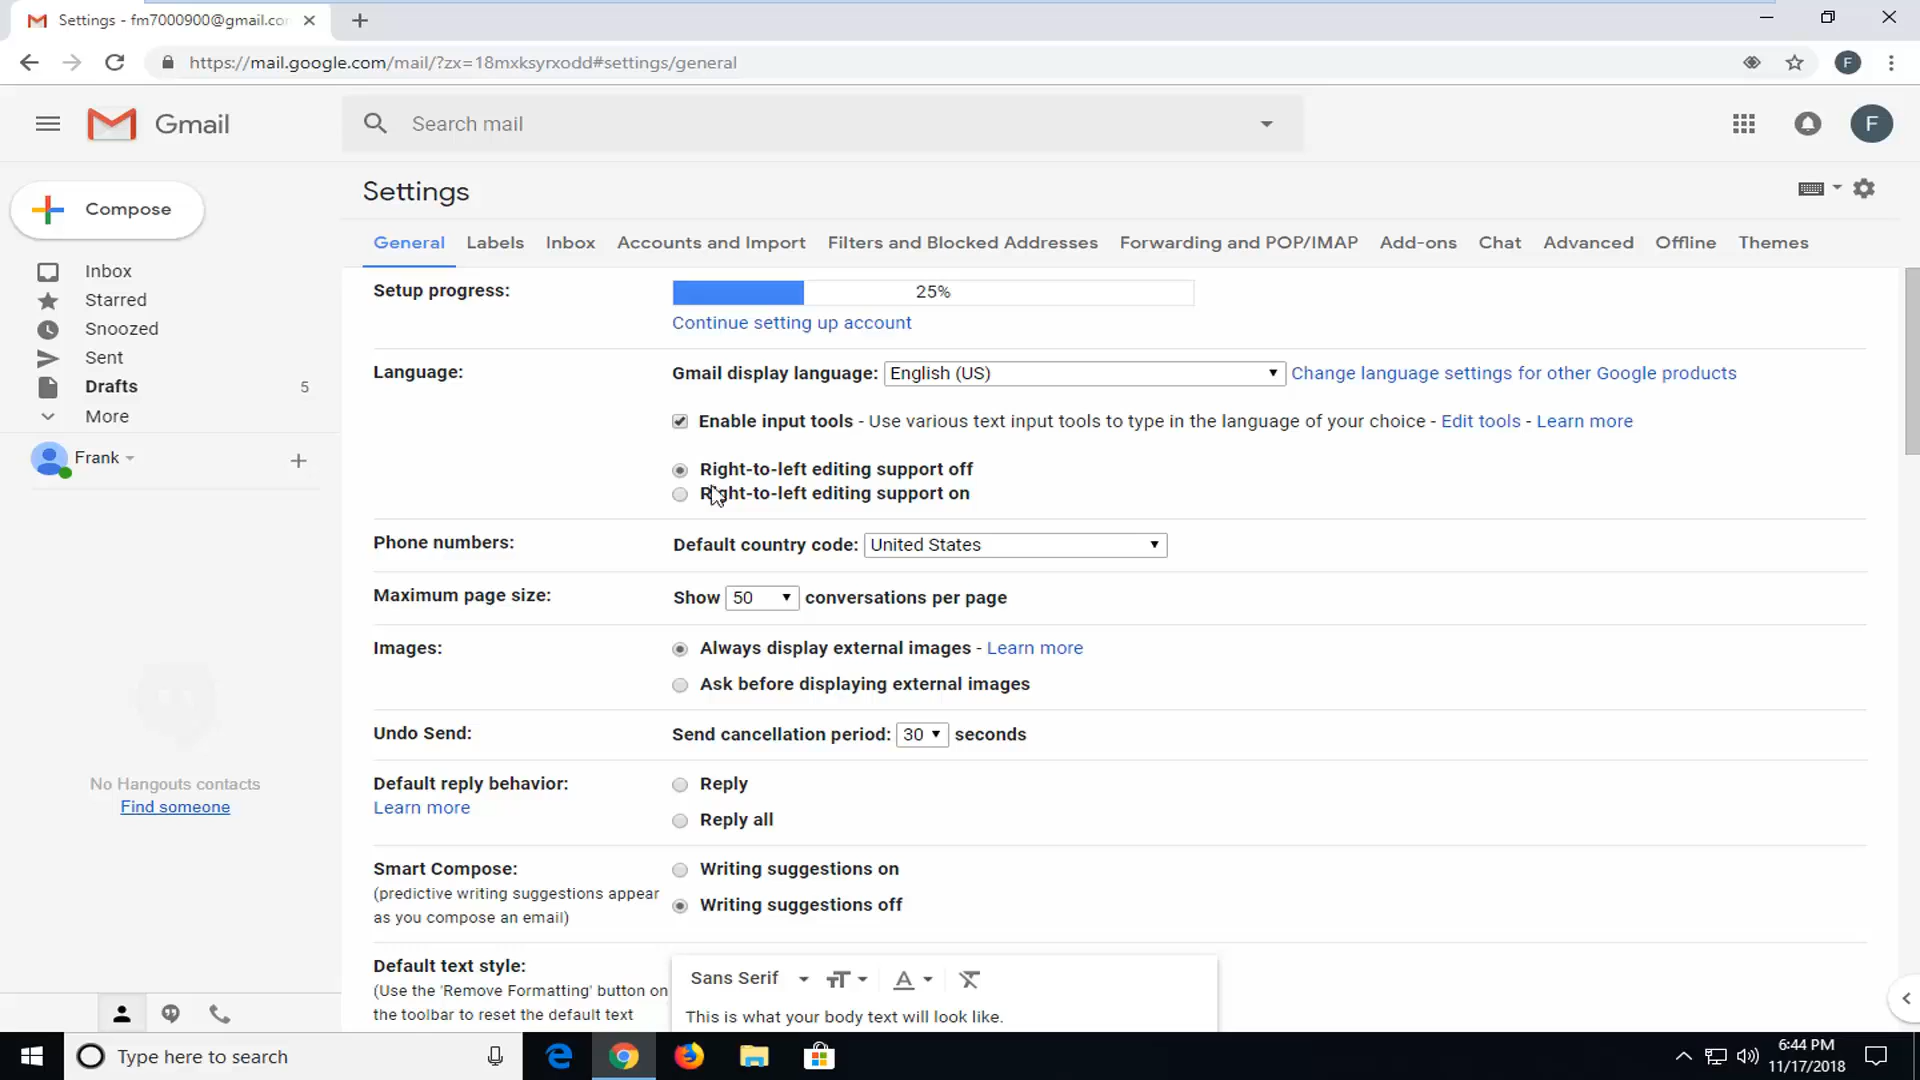 Settings - fm7000900@gmail.co
https://mail.google.com/mail/?zx=18mxksyrxodd#settings/general
F
Gmail
Search mail
F
Compose
Settings
General Labels Inbox Accounts and Import Filters and Blocked Addresses Forwarding and POP/IMAP Add-ons Chat Advanced Offline Themes
Inbox
Starred
Snoozed
Sent
Drafts 5
More
Frank
No Hangouts contacts
Find someone
Setup progress: 25%
Continue setting up account
Language: Gmail display language: English (US) Change language settings for other Google products
Enable input tools - Use various text input tools to type in the language of your choice - Edit tools - Learn more
Right-to-left editing support off
Right-to-left editing support on
Phone numbers: Default country code: United States
Maximum page size: Show 50 conversations per page
Images: Always display external images - Learn more
Ask before displaying external images
Undo Send: Send cancellation period: 30 seconds
Default reply behavior: Reply
Learn more
Reply all
Smart Compose: Writing suggestions on
(predictive writing suggestions appear
as you compose an email)
Writing suggestions off
Default text style: Sans Serif
(Use the 'Remove Formatting' button on
the toolbar to reset the default text
This is what your body text will look like.
Type here to search
6:44 PM
11/17/2018